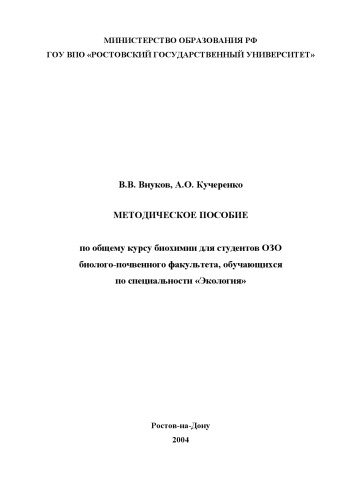 МИНИСТЕРСТВО ОБРАЗОВАНИЯ РФ
ГОУ ВПО «РОСТОВСКИЙ ГОСУДАРСТВЕННЫЙ УНИВЕРСИТЕТ»
В.В. Внуков, А.О. Кучеренко
МЕТОДИЧЕСКОЕ ПОСОБИЕ
по общему курсу биохимии для студентов ОЗО
биолого-почвенного факультета, обучающихся
по специальности «Экология»
Ростов-на-Дону
2004